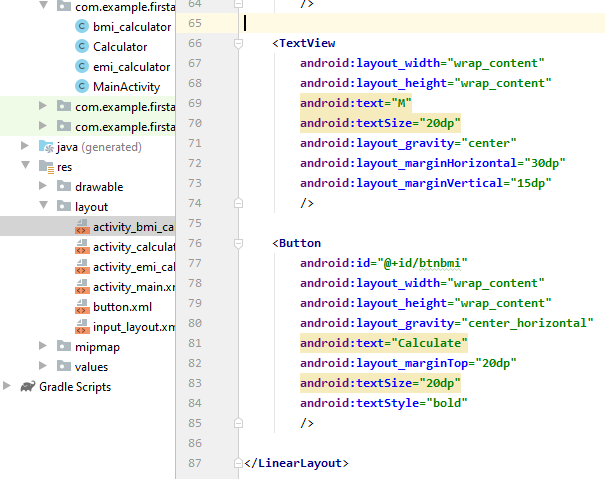 com.example.firsta
bmi_calculator
Calculator
emi_calculator
MainActivity
com.example.firsta
com.example.firsta
java (generated)
res
drawable
layout
activity_bmi_ca
activity_calculat
activity_emi_cal
activity_main.xm
button.xml
input_layout.xm
mipmap
values
Gradle Scripts
64 />
65
66 <TextView
67 android:layout_width="wrap_content"
68 android:layout_height="wrap_content"
69 android:text="M"
70 android:textSize="20dp"
71 android:layout_gravity="center"
72 android:layout_marginHorizontal="30dp"
73 android:layout_marginVertical="15dp"
74 />
75
76 <Button
77 android:id="@+id/btnbmi"
78 android:layout_width="wrap_content"
79 android:layout_height="wrap_content"
80 android:layout_gravity="center_horizontal"
81 android:text="Calculate"
82 android:layout_marginTop="20dp"
83 android:textSize="20dp"
84 android:textStyle="bold"
85 />
86
87 </LinearLayout>